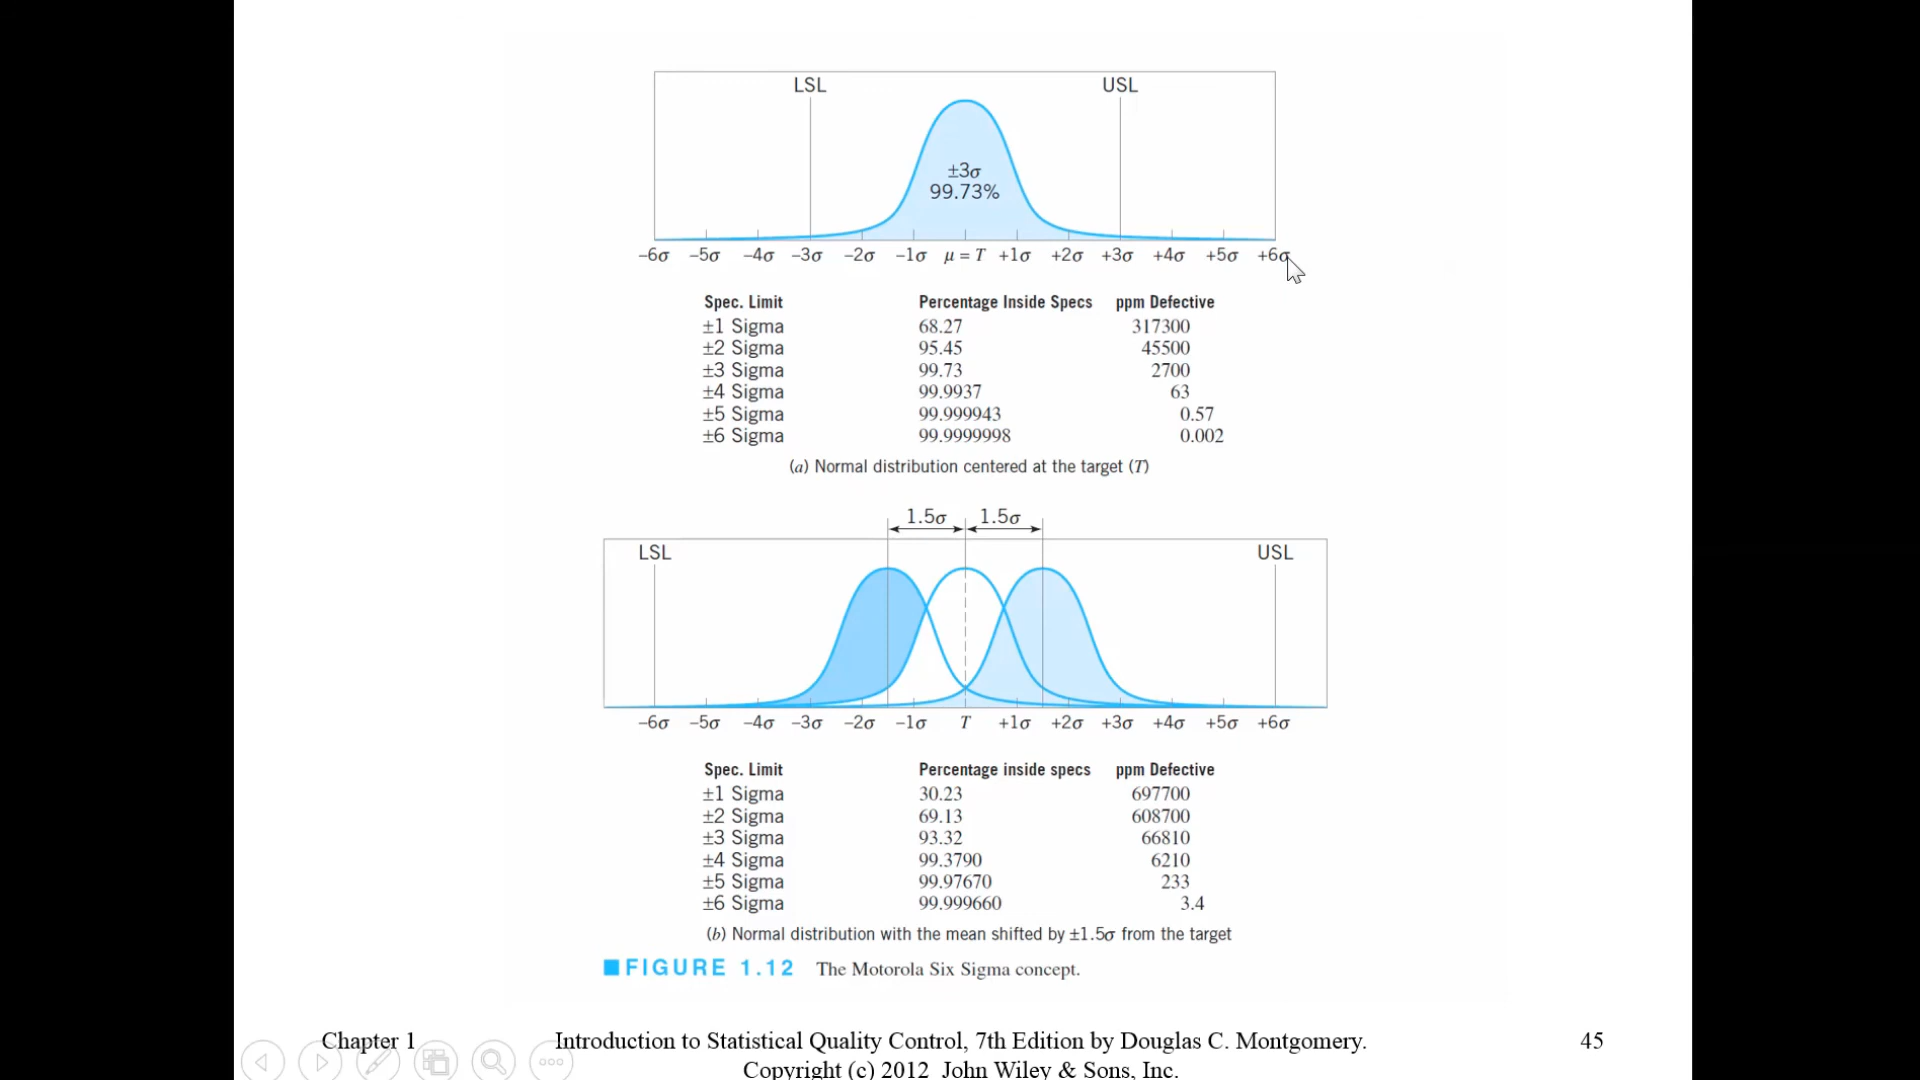 LSL USL
±3σ
99.73%
−6σ −5σ −4σ −3σ −2σ −1σ μ = T +1σ +2σ +3σ +4σ +5σ +6σ
Spec. Limit Percentage Inside Specs ppm Defective
±1 Sigma 68.27 317300
±2 Sigma 95.45 45500
±3 Sigma 99.73 2700
±4 Sigma 99.9937 63
±5 Sigma 99.999943 0.57
±6 Sigma 99.9999998 0.002
(a) Normal distribution centered at the target (T)
1.5σ 1.5σ
LSL USL
−6σ −5σ −4σ −3σ −2σ −1σ T +1σ +2σ +3σ +4σ +5σ +6σ
Spec. Limit Percentage inside specs ppm Defective
±1 Sigma 30.23 697700
±2 Sigma 69.13 608700
±3 Sigma 93.32 66810
±4 Sigma 99.3790 6210
±5 Sigma 99.97670 233
±6 Sigma 99.999660 3.4
(b) Normal distribution with the mean shifted by ±1.5σ from the target
FIGURE 1.12 The Motorola Six Sigma concept.
Chapter 1 Introduction to Statistical Quality Control, 7th Edition by Douglas C. Montgomery. 45
Copyright (c) 2012 John Wiley & Sons, Inc.